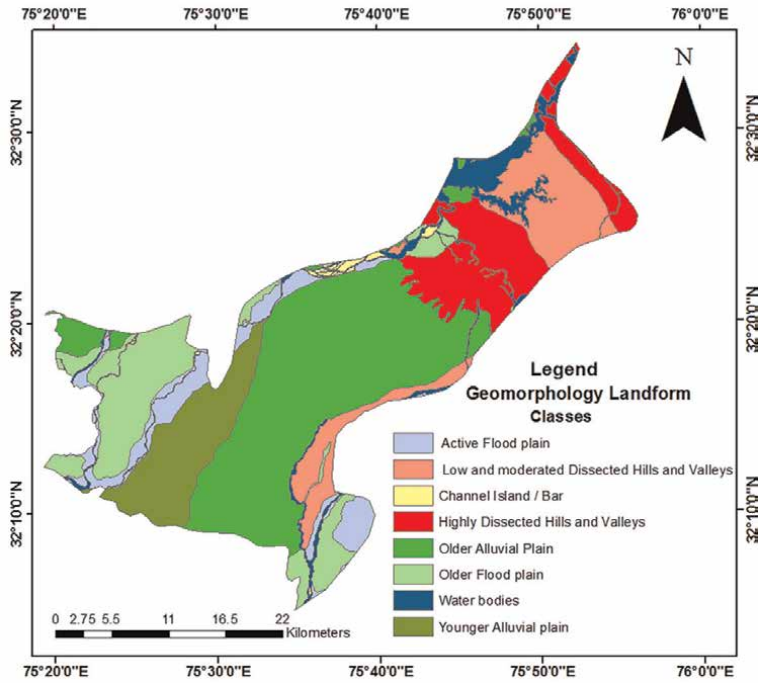 75°20'0"E 75°30'0"E 75°40'0"E 75°50'0"E 76°0'0"E
N
32°30'0"N 32°30'0"N
32°20'0"N 32°20'0"N
32°10'0"N 32°10'0"N
Legend
Geomorphology Landform
Classes
Active Flood plain
Low and moderated Dissected Hills and Valleys
Channel Island / Bar
Highly Dissected Hills and Valleys
Older Alluvial Plain
Older Flood plain
Water bodies
Younger Alluvial plain
0 2.75 5.5 11 16.5 22
Kilometers
75°20'0"E 75°30'0"E 75°40'0"E 75°50'0"E 76°0'0"E